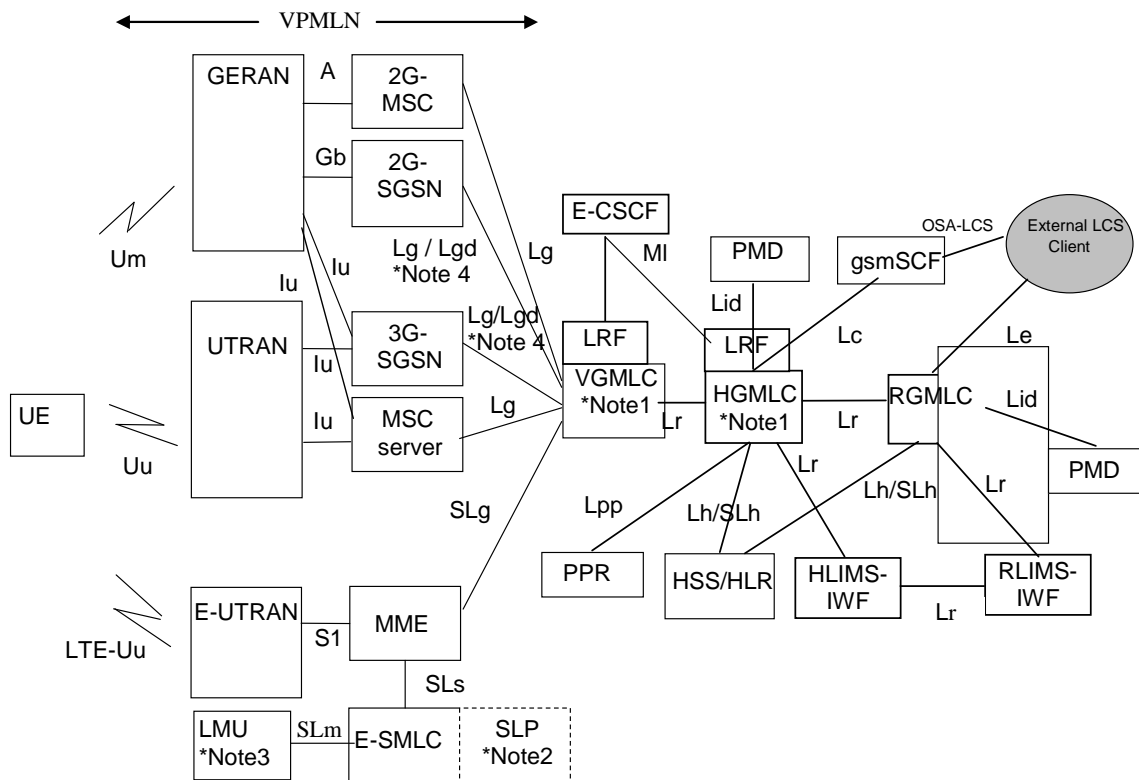 VPMLN
GERAN
A
2G-
MSC
Gb
2G-
SGSN
Um
Iu
Iu
Lg / Lgd
*Note 4
Lg
E-CSCF
Ml
PMD
Lid
OSA-LCS
gsmSCF
External LCS
Client
UTRAN
Iu
3G-
SGSN
Lg/Lgd
*Note 4
LRF
LRF
Lc
Le
UE
Uu
Iu
MSC
server
Lg
VGMLC
*Note1
Lr
HGMLC
*Note1
Lr
RGMLC
Lid
PMD
SLg
Lpp
Lh/SLh
Lr
Lh/SLh
Lr
PPR
HSS/HLR
HLIMS-
IWF
Lr
RLIMS-
IWF
LTE-Uu
E-UTRAN
S1
MME
SLs
LMU
*Note3
SLm
E-SMLC
SLP
*Note2